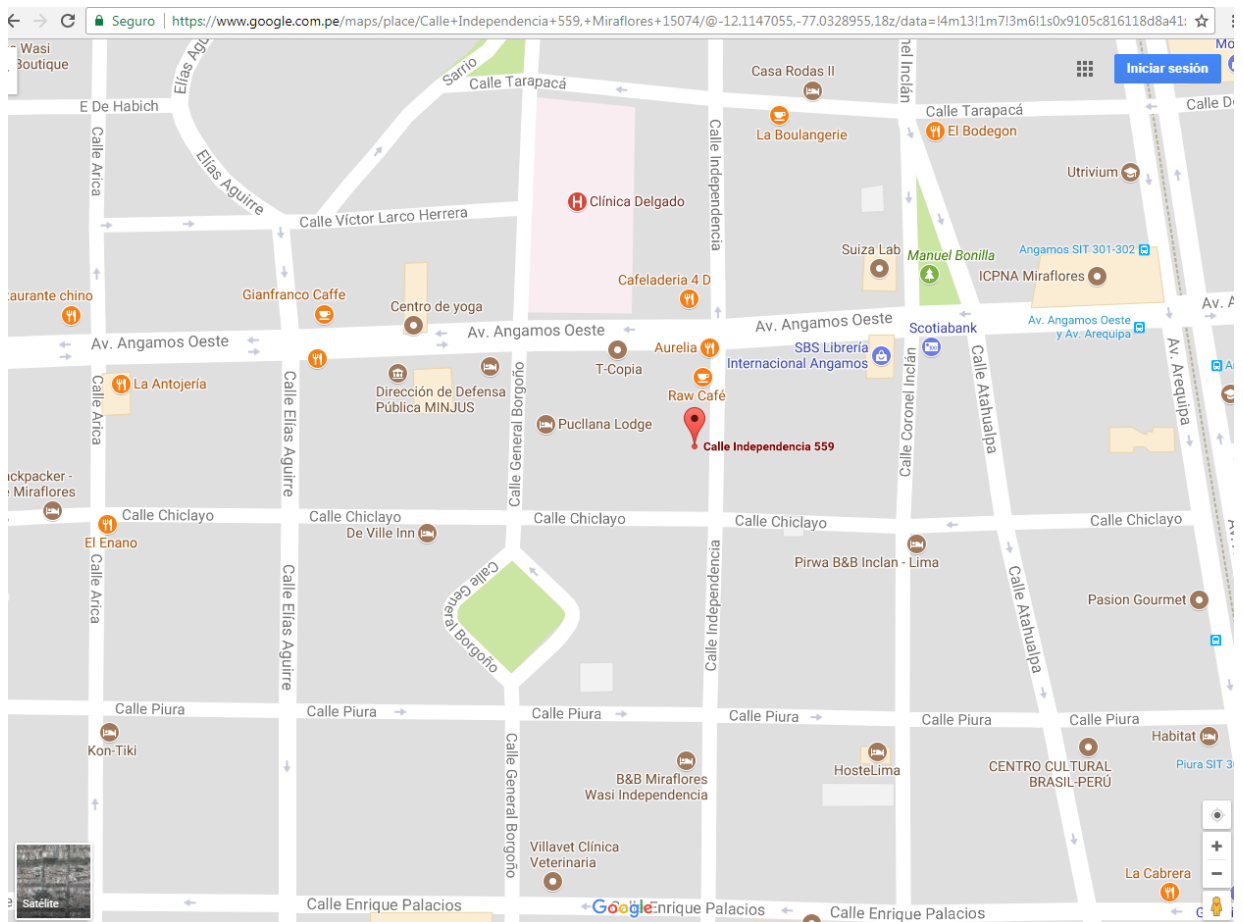 Seguro
https://www.google.com.pe/maps/place/Calle+Independencia+559,+Miraflores+15074/@-12.1147055,-77.0328955,18z/data=!4m13!1m7!3m6!1s0x9105c816118d8a41:
Wasi
Boutique
Elías Aguirre
Sarrio
Calle Tarapacá
Casa Rodas II
Iniciar sesión
E De Habich
La Boulangerie
Calle Tarapacá
El Bodegon
Calle Arica
Calle Independencia
Elías Aguirre
Utrivium
Clínica Delgado
Calle Víctor Larco Herrera
Suiza Lab
Manuel Bonilla
Angamos SIT 301-302
ICPNA Miraflores
Cafeladeria 4 D
Gianfranco Caffe
Centro de yoga
Av. Angamos Oeste
Av. Angamos Oeste
Av. Angamos Oeste
Scotiabank
Av. Angamos Oeste
y Av. Arequipa
Aurelia
SBS Librería
Internacional Angamos
T-Copia
La Antojería
Dirección de Defensa
Pública MINJUS
Raw Café
Calle Arica
Calle Elías Aguirre
Calle General Borgoño
Pucllana Lodge
Calle Independencia 559
Calle Coronel Inclán
Calle Atahualpa
Av. Arequipa
Miraflores
Calle Chiclayo
Calle Chiclayo
Calle Chiclayo
Calle Chiclayo
Calle Chiclayo
El Enano
De Ville Inn
Pirwa B&B Inclan - Lima
Calle Arica
Calle Elías Aguirre
Calle General Borgoño
Calle Independencia
Calle Atahualpa
Pasion Gourmet
Calle Piura
Calle Piura
Calle Piura
Calle Piura
Calle Piura
Calle Piura
Kon-Tiki
Calle General Borgoño
B&B Miraflores
Wasi Independencia
HosteLima
CENTRO CULTURAL
BRASIL-PERÚ
Habitat
Villavet Clínica
Veterinaria
La Cabrera
Satélite
Calle Enrique Palacios
Google
Enrique Palacios
Calle Enrique Palacios